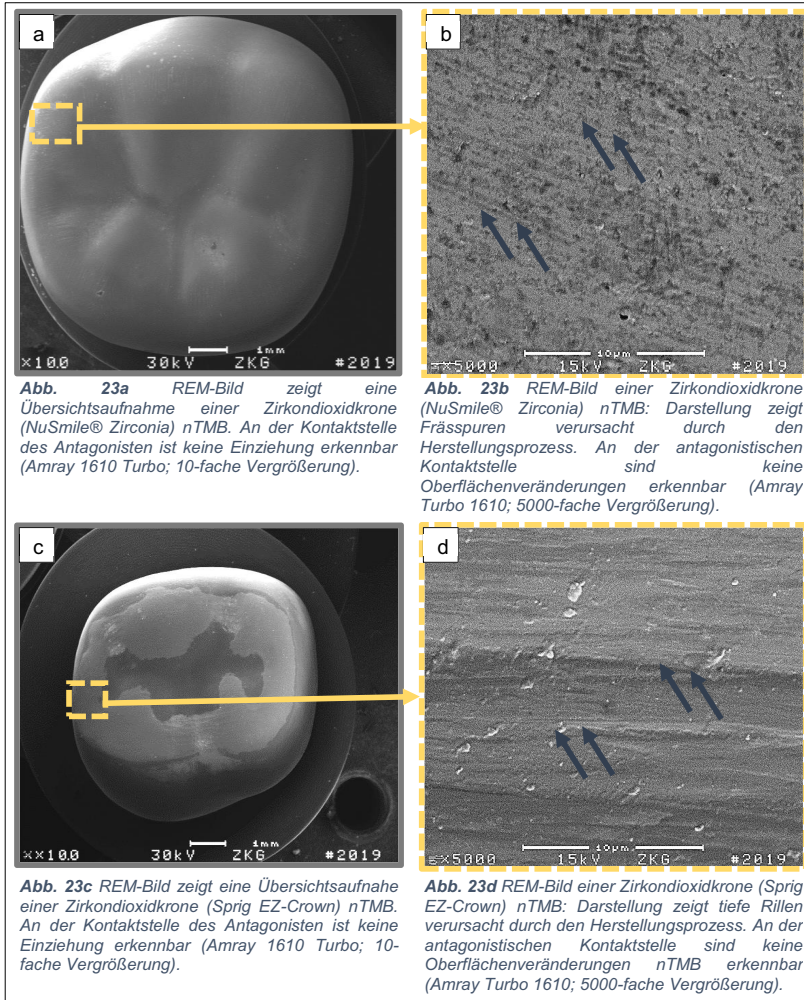 a
b
××10.0 30kV 1mm ZKG #2019
××5000 15kV 10µm ZKG #2019
Abb. 23a REM-Bild zeigt eine
Übersichtsaufnahme einer Zirkondioxidkrone
(NuSmile® Zirconia) nTMB. An der Kontaktstelle
des Antagonisten ist keine Einziehung erkennbar
(Amray 1610 Turbo; 10-fache Vergrößerung).
Abb. 23b REM-Bild einer Zirkondioxidkrone
(NuSmile® Zirconia) nTMB: Darstellung zeigt
Frässpuren verursacht durch den
Herstellungsprozess. An der antagonistischen
Kontaktstelle sind keine
Oberflächenveränderungen erkennbar (Amray
Turbo 1610; 5000-fache Vergrößerung).
c
d
××10.0 30kV 1mm ZKG #2019
××5000 15kV 10µm ZKG #2019
Abb. 23c REM-Bild zeigt eine Übersichtsaufnahe
einer Zirkondioxidkrone (Sprig EZ-Crown) nTMB.
An der Kontaktstelle des Antagonisten ist keine
Einziehung erkennbar (Amray 1610 Turbo; 10-
fache Vergrößerung).
Abb. 23d REM-Bild einer Zirkondioxidkrone (Sprig
EZ-Crown) nTMB: Darstellung zeigt tiefe Rillen
verursacht durch den Herstellungsprozess. An der
antagonistischen Kontaktstelle sind keine
Oberflächenveränderungen nTMB erkennbar
(Amray Turbo 1610; 5000-fache Vergrößerung).